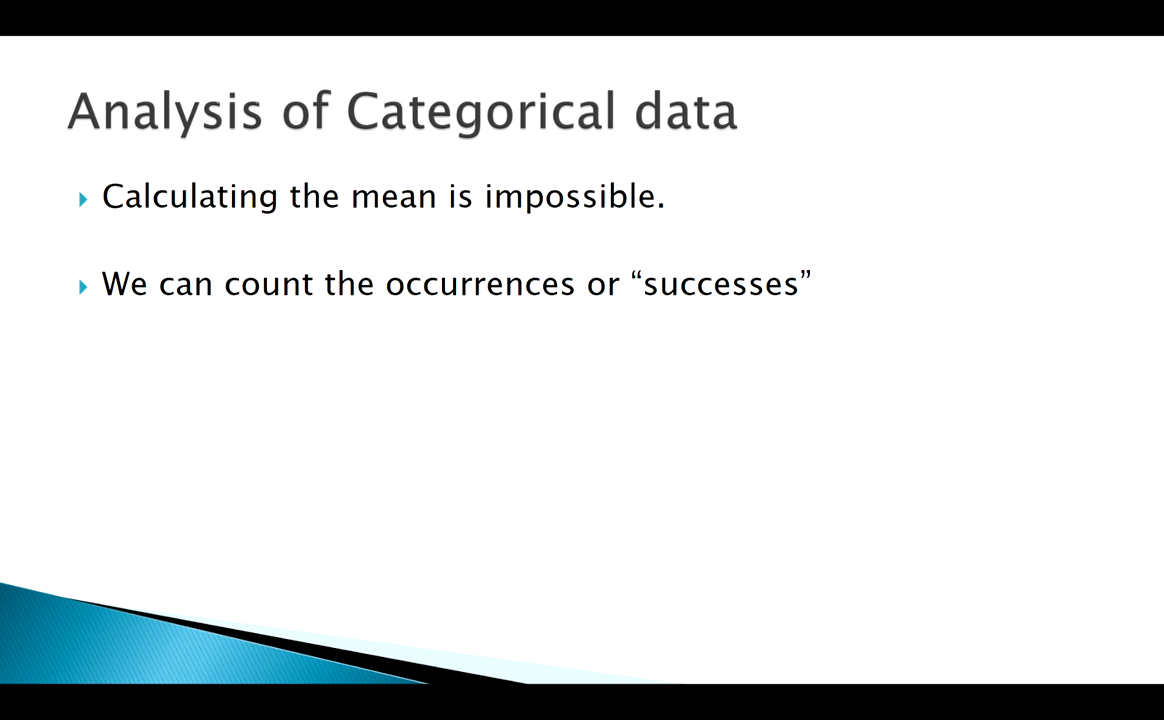 Analysis of Categorical data
Calculating the mean is impossible.
We can count the occurrences or “successes”